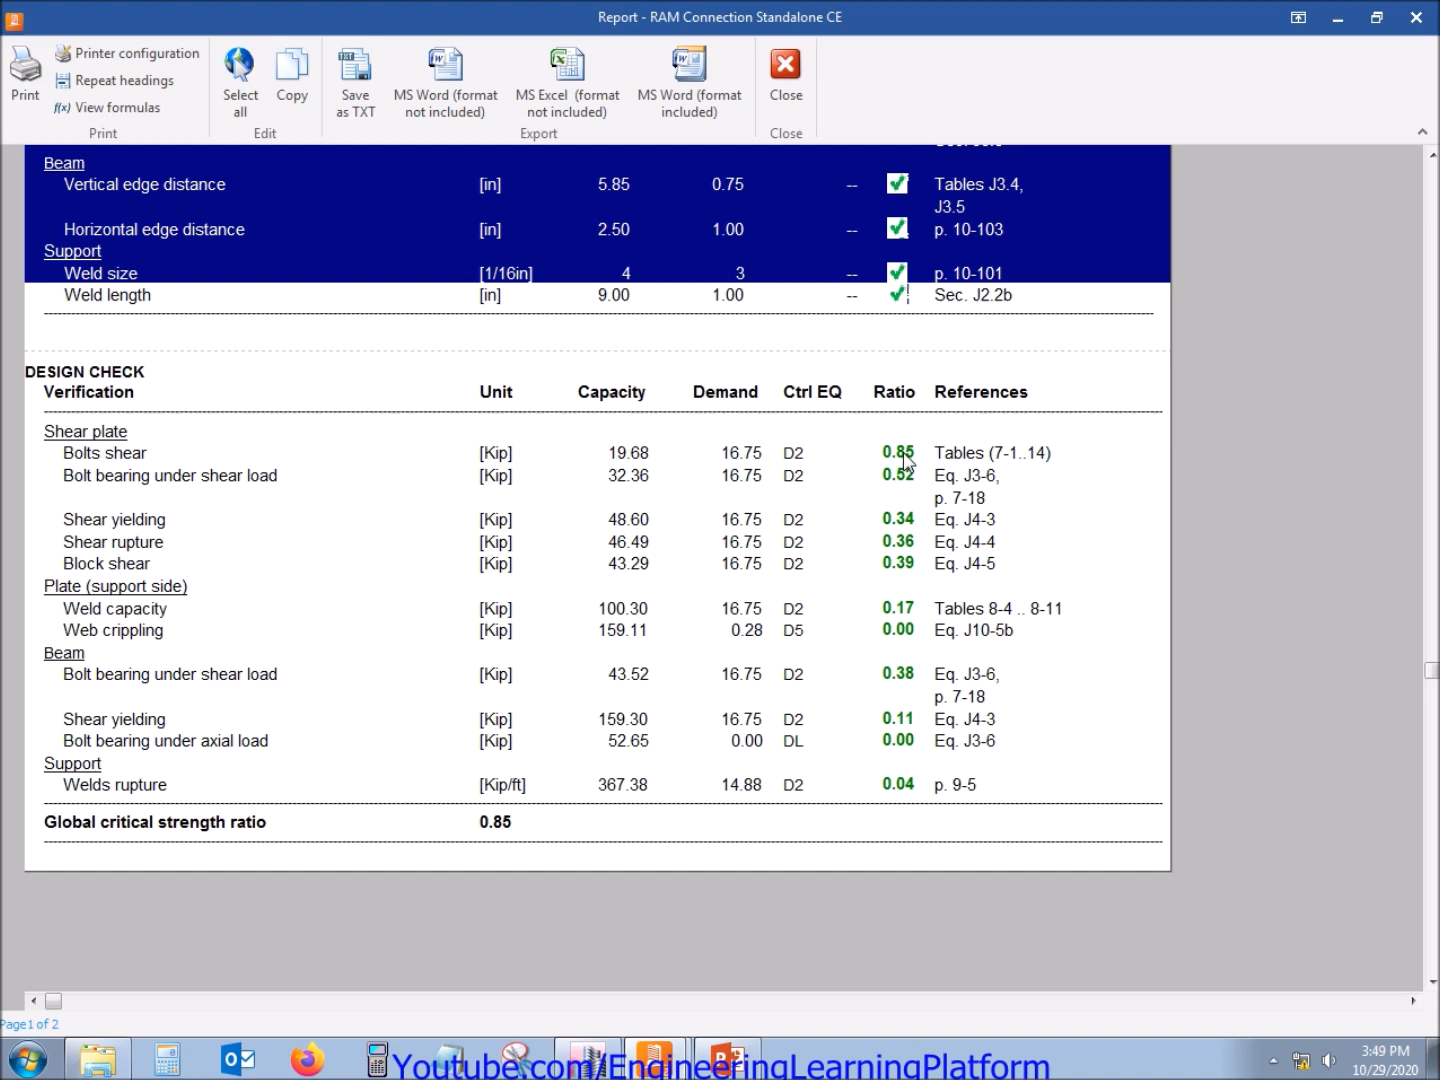 Report - RAM Connection Standalone CE
Print
Printer configuration
Repeat headings
f(x) View formulas
Print
Select all
Copy
Edit
Save as TXT
MS Word (format not included)
MS Excel (format not included)
MS Word (format included)
Export
Close
Close
Beam
Vertical edge distance [in] 5.85 0.75 -- Tables J3.4,
J3.5
Horizontal edge distance [in] 2.50 1.00 -- p. 10-103
Support
Weld size [1/16in] 4 3 -- p. 10-101
Weld length [in] 9.00 1.00 -- Sec. J2.2b
DESIGN CHECK
Verification Unit Capacity Demand Ctrl EQ Ratio References
Shear plate
Bolts shear [Kip] 19.68 16.75 D2 0.85 Tables (7-1..14)
Bolt bearing under shear load [Kip] 32.36 16.75 D2 0.52 Eq. J3-6,
p. 7-18
Shear yielding [Kip] 48.60 16.75 D2 0.34 Eq. J4-3
Shear rupture [Kip] 46.49 16.75 D2 0.36 Eq. J4-4
Block shear [Kip] 43.29 16.75 D2 0.39 Eq. J4-5
Plate (support side)
Weld capacity [Kip] 100.30 16.75 D2 0.17 Tables 8-4 .. 8-11
Web crippling [Kip] 159.11 0.28 D5 0.00 Eq. J10-5b
Beam
Bolt bearing under shear load [Kip] 43.52 16.75 D2 0.38 Eq. J3-6,
p. 7-18
Shear yielding [Kip] 159.30 16.75 D2 0.11 Eq. J4-3
Bolt bearing under axial load [Kip] 52.65 0.00 DL 0.00 Eq. J3-6
Support
Welds rupture [Kip/ft] 367.38 14.88 D2 0.04 p. 9-5
Global critical strength ratio 0.85
Page1 of 2
Youtube.com/EngineeringLearningPlatform
3:49 PM
10/29/2020